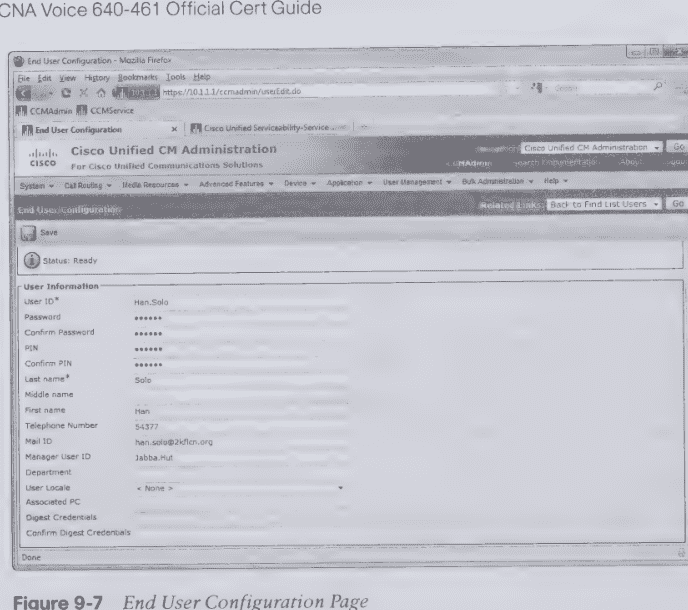 CNA Voice 640-461 Official Cert Guide
End User Configuration - Mozilla Firefox
File Edit View History Bookmarks Tools Help
https://10.1.1.1/ccmadmin/userEdit.do
CCMAdmin CCMService
End User Configuration × Cisco Unified Serviceability-Service ...
Cisco Unified CM Administration Cisco Unified CM Administration Go
CISCO For Cisco Unified Communications Solutions About
System Call Routing Media Resources Advanced Features Device Application User Management Bulk Administration Help
End User Configuration Related Links: Back to Find List Users Go
Save
Status: Ready
User Information
User ID* Han.Solo
Password ••••••
Confirm Password ••••••
PIN ••••••
Confirm PIN ••••••
Last name* Solo
Middle name
First name Han
Telephone Number 54377
Mail ID
Manager User ID Jabba.Hut
Department
User Locale < None >
Associated PC
Digest Credentials
Confirm Digest Credentials
Done
Figure 9-7 End User Configuration Page